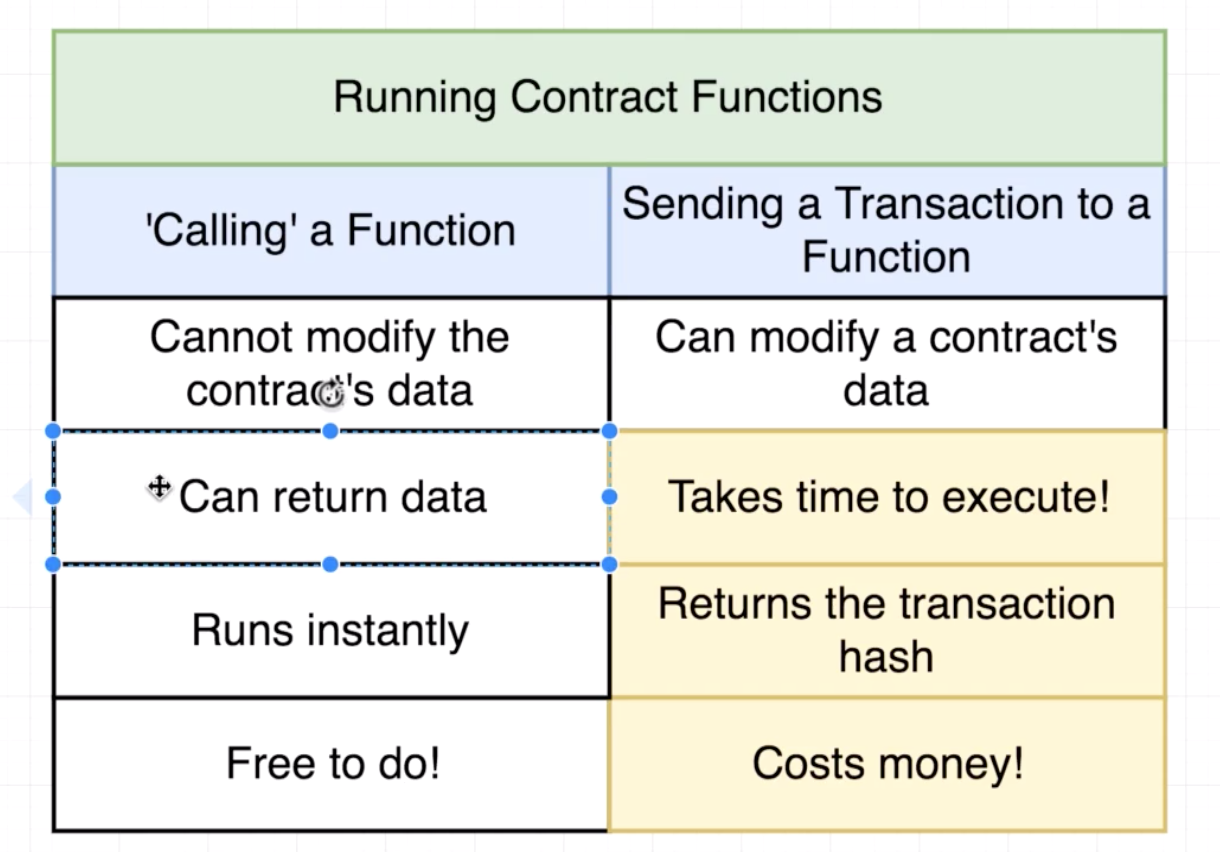 Running Contract Functions
'Calling' a Function
Sending a Transaction to a
Function
Cannot modify the
contract's data
Can modify a contract's
data
Can return data
Takes time to execute!
Runs instantly
Returns the transaction
hash
Free to do!
Costs money!